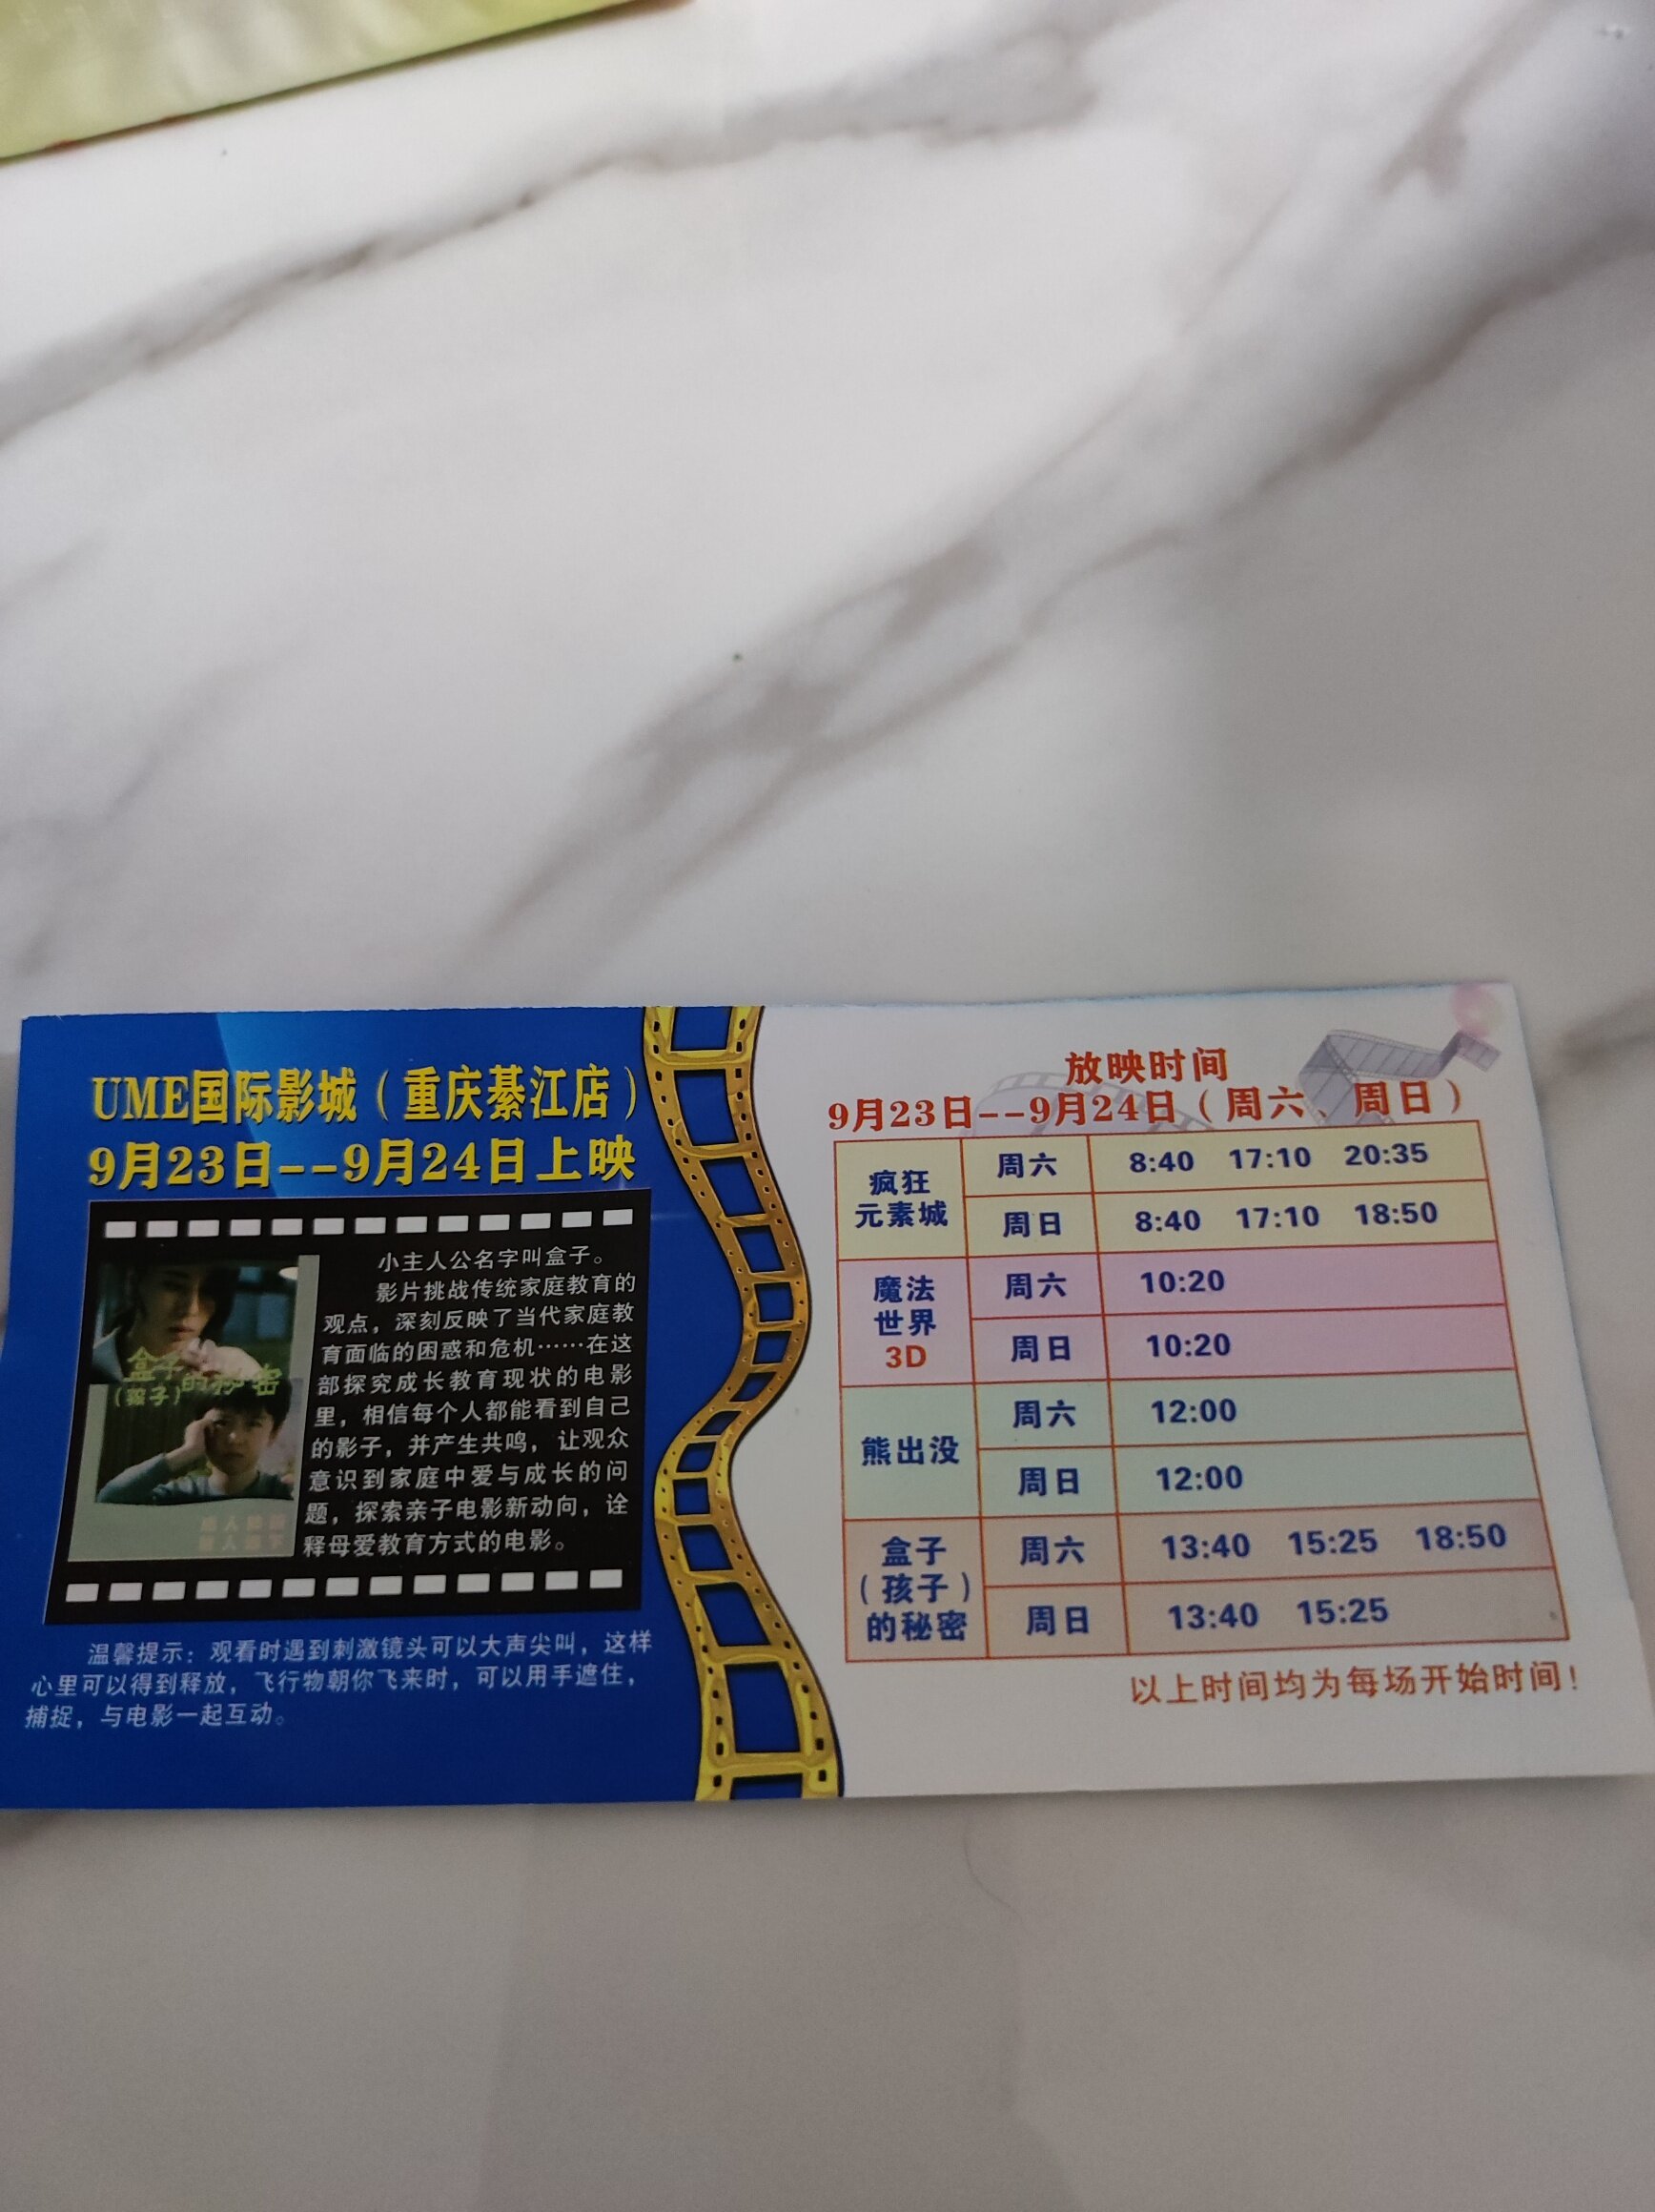 UME国际影城（重庆綦江店）
9月23日--9月24日上映
小主人公名字叫盒子。
影片挑战传统家庭教育的
观点，深刻反映了当代家庭教
育面临的困惑和危机……在这
部探究成长教育现状的电影
里，相信每个人都能看到自己
的影子，并产生共鸣，让观众
意识到家庭中爱与成长的问
题，探索亲子电影新动向，诠
释母爱教育方式的电影。
盒子的秘密
（孩子）
温馨提示：观看时遇到刺激镜头可以大声尖叫，这样
心里可以得到释放，飞行物朝你飞来时，可以用手遮住，
捕捉，与电影一起互动。
放映时间
9月23日--9月24日（周六、周日）
疯狂
元素城
周六 8:40 17:10 20:35
周日 8:40 17:10 18:50
魔法
世界
3D
周六 10:20
周日 10:20
熊出没
周六 12:00
周日 12:00
盒子
（孩子）
的秘密
周六 13:40 15:25 18:50
周日 13:40 15:25
以上时间均为每场开始时间！